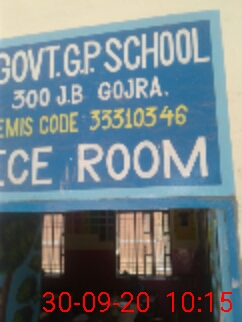 GOVT.G.P SCHOOL
300 J.B GOJRA.
EMIS CODE 33310346
ICE ROOM
30-09-20 10:15